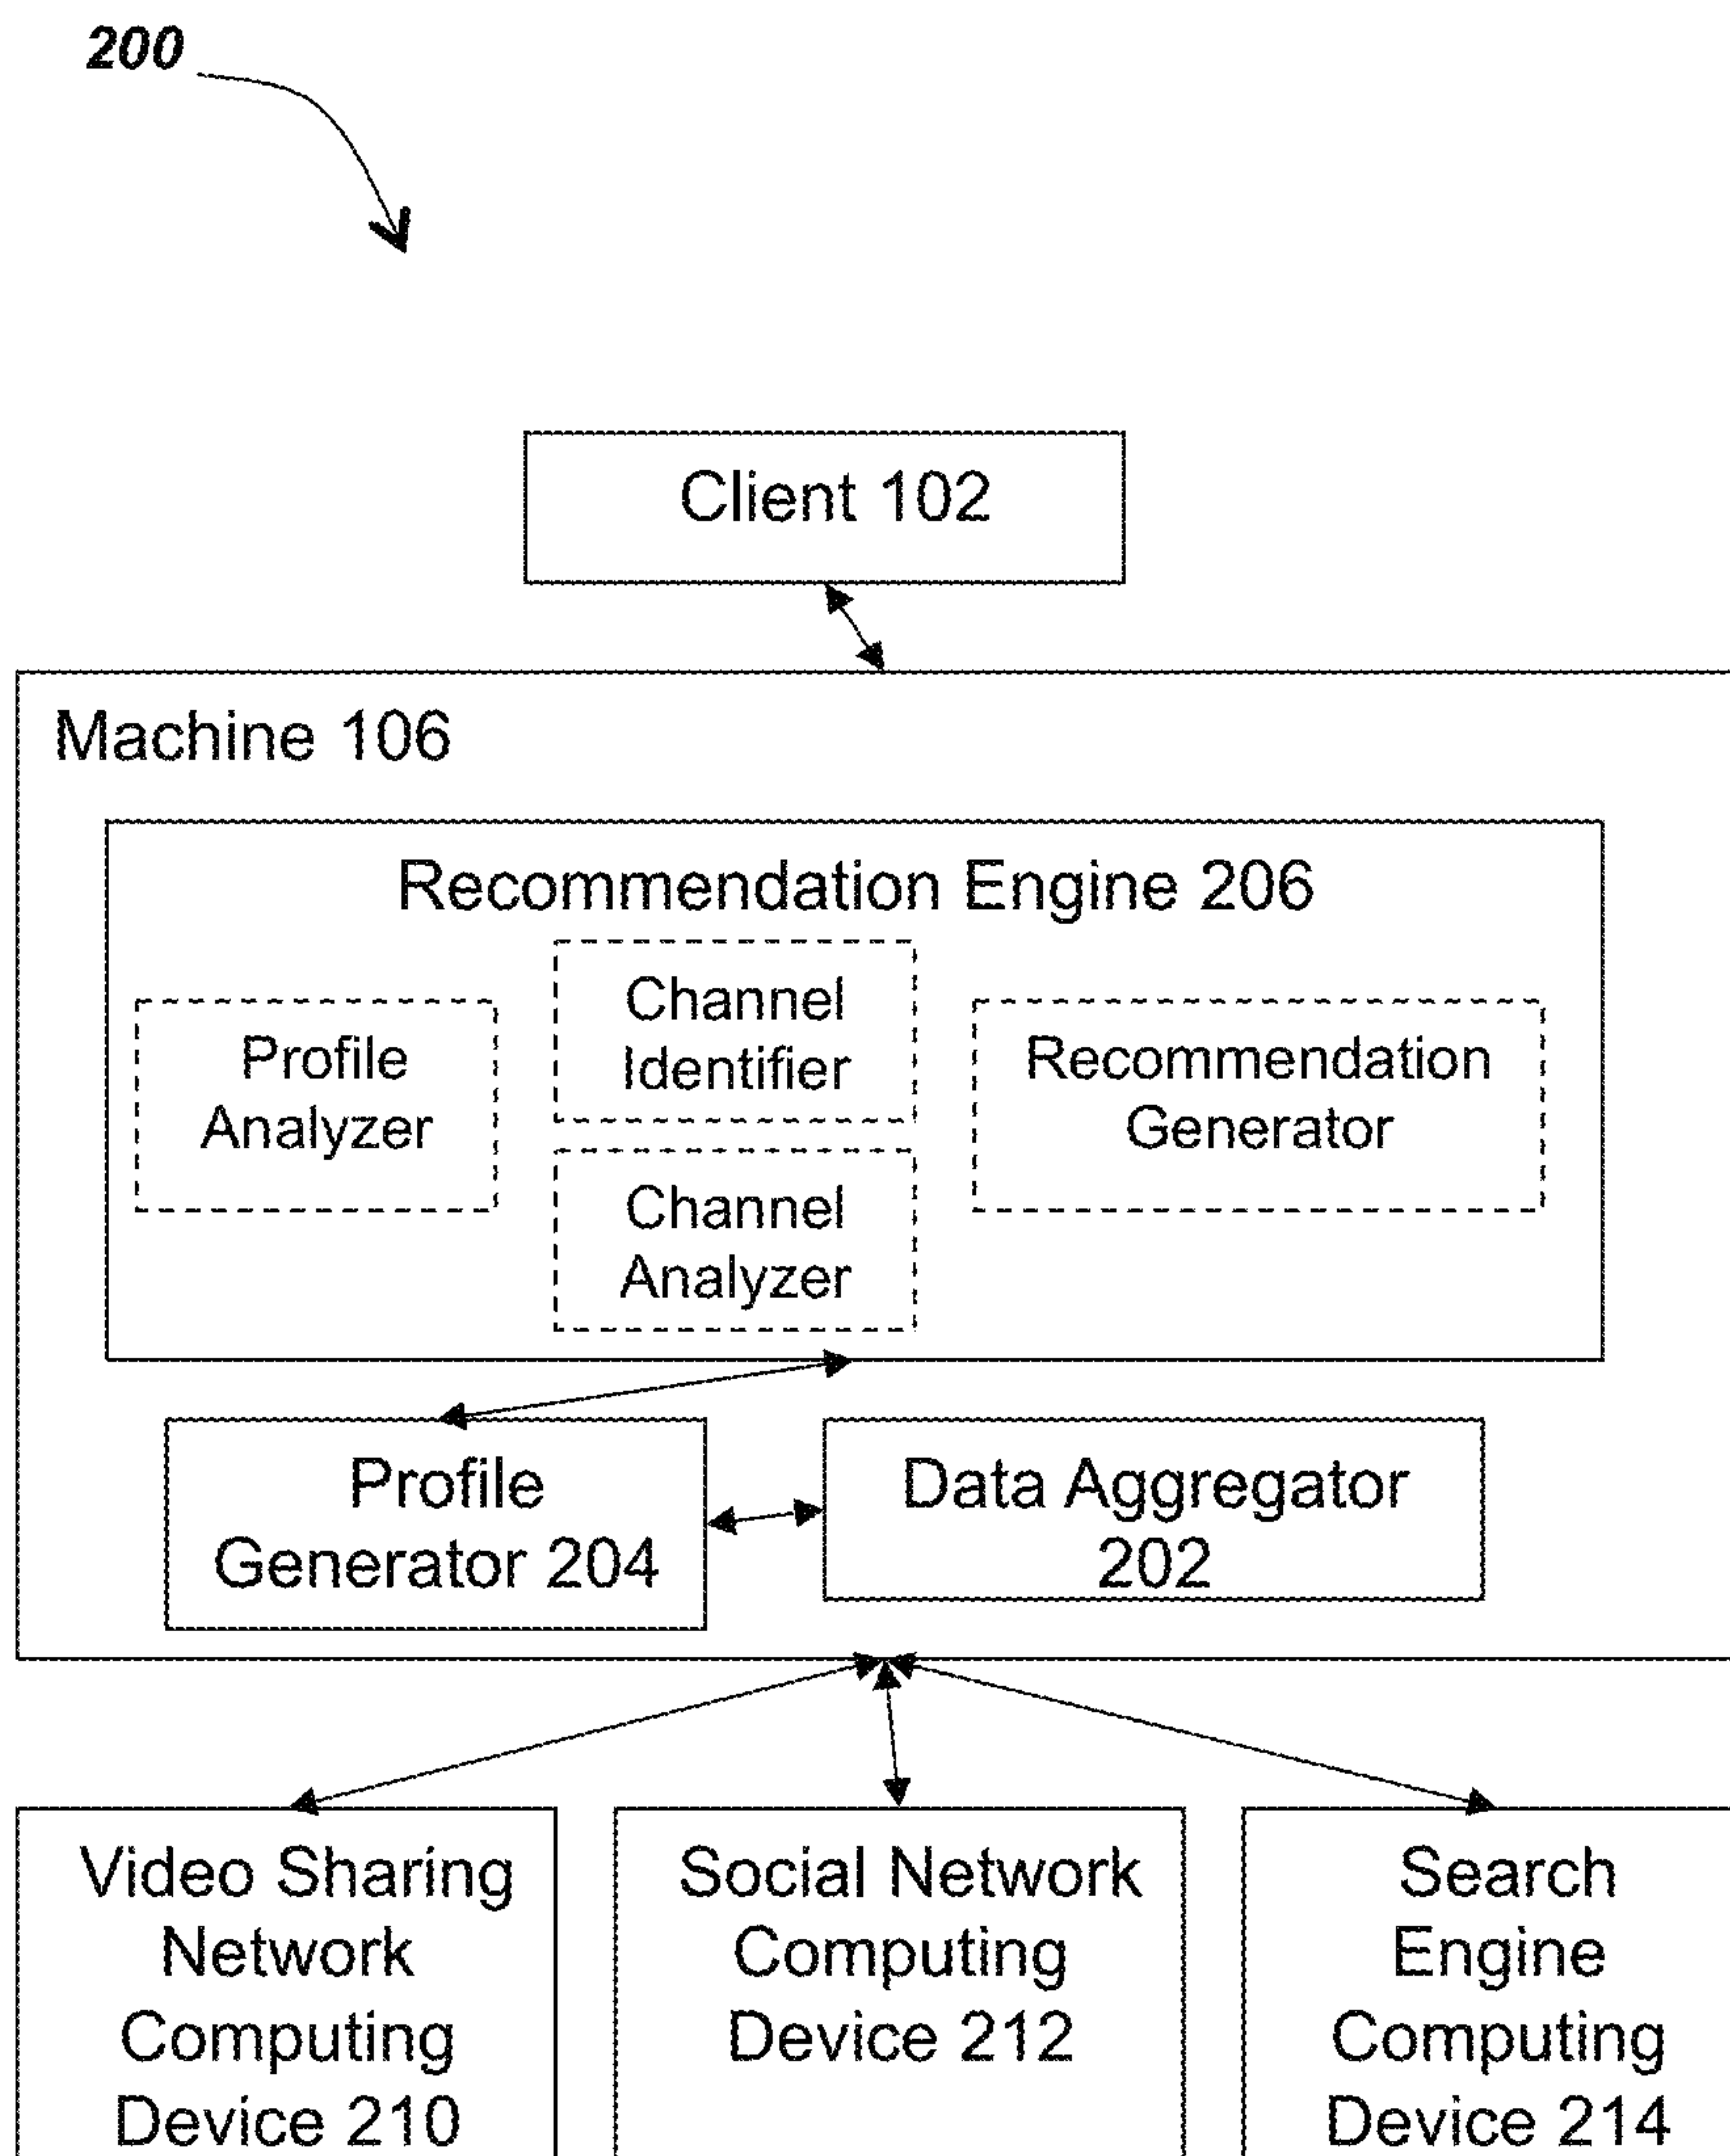 200
Client 102
Machine 106
Recommendation Engine 206
Profile
Analyzer
Channel
Identifier
Channel
Analyzer
Recommendation
Generator
Profile
Generator 204
Data Aggregator
202
Video Sharing
Network
Computing
Device 210
Social Network
Computing
Device 212
Search
Engine
Computing
Device 214